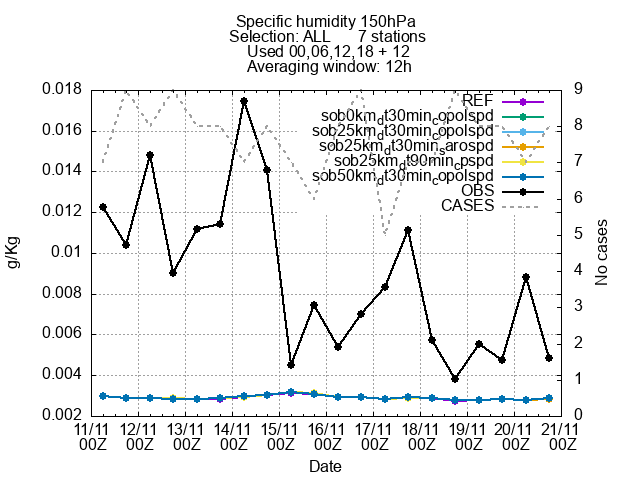 Specific humidity 150hPa
Selection: ALL 7 stations
Used 00,06,12,18 + 12
Averaging window: 12h
0.018
0.016
0.014
0.012
0.01
0.008
0.006
0.004
0.002
g/Kg
9
8
7
6
5
4
3
2
1
0
No cases
REF
sob0km_dt30min_copolspd
sob25km_dt30min_copolspd
sob25km_dt30min_sarospd
sob25km_dt90min_cpspd
sob50km_dt30min_copolspd
OBS
CASES
11/11 12/11 13/11 14/11 15/11 16/11 17/11 18/11 19/11 20/11 21/11
00Z 00Z 00Z 00Z 00Z 00Z 00Z 00Z 00Z 00Z 00Z
Date